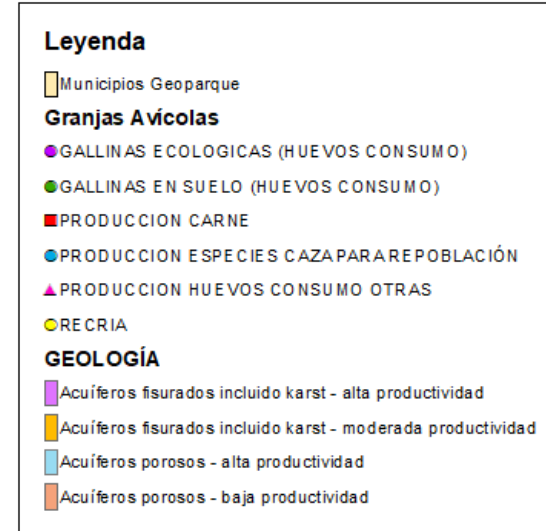 Leyenda
Municipios Geoparque
Granjas Avícolas
GALLINAS ECOLOGICAS (HUEVOS CONSUMO)
GALLINAS EN SUELO (HUEVOS CONSUMO)
PRODUCCION CARNE
PRODUCCION ESPECIES CAZA PARA REPOBLACIÓN
PRODUCCION HUEVOS CONSUMO OTRAS
RECRIA
GEOLOGÍA
Acuíferos fisurados incluido karst - alta productividad
Acuíferos fisurados incluido karst - moderada productividad
Acuíferos porosos - alta productividad
Acuíferos porosos - baja productividad